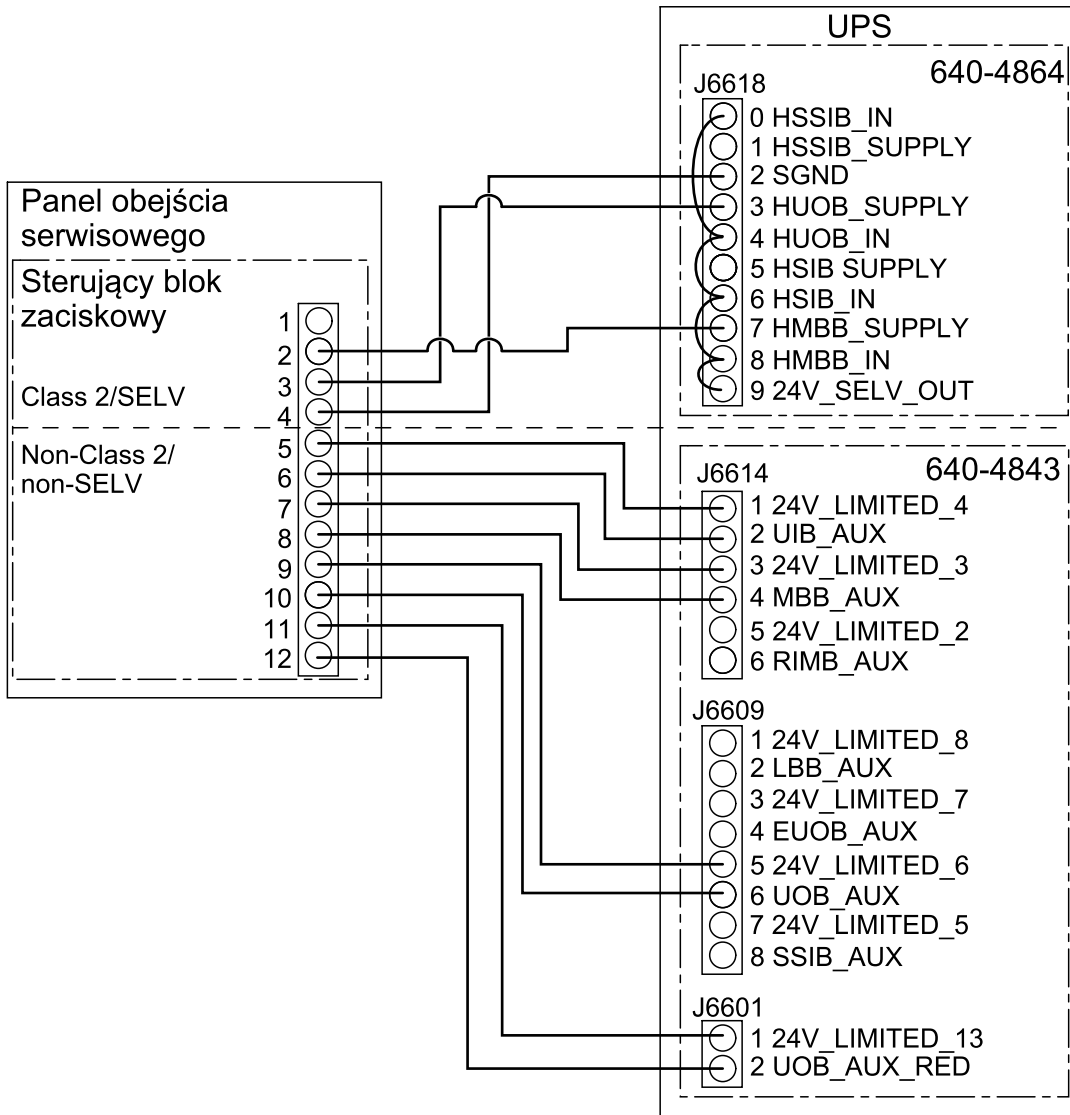 UPS
640-4864
J6618
0 HSSIB_IN
1 HSSIB_SUPPLY
2 SGND
3 HUOB_SUPPLY
4 HUOB_IN
5 HSIB SUPPLY
6 HSIB_IN
7 HMBB_SUPPLY
8 HMBB_IN
9 24V_SELV_OUT
Panel obejścia
serwisowego
Sterujący blok
zaciskowy
Class 2/SELV
Non-Class 2/
non-SELV
1
2
3
4
5
6
7
8
9
10
11
12
640-4843
J6614
1 24V_LIMITED_4
2 UIB_AUX
3 24V_LIMITED_3
4 MBB_AUX
5 24V_LIMITED_2
6 RIMB_AUX
J6609
1 24V_LIMITED_8
2 LBB_AUX
3 24V_LIMITED_7
4 EUOB_AUX
5 24V_LIMITED_6
6 UOB_AUX
7 24V_LIMITED_5
8 SSIB_AUX
J6601
1 24V_LIMITED_13
2 UOB_AUX_RED